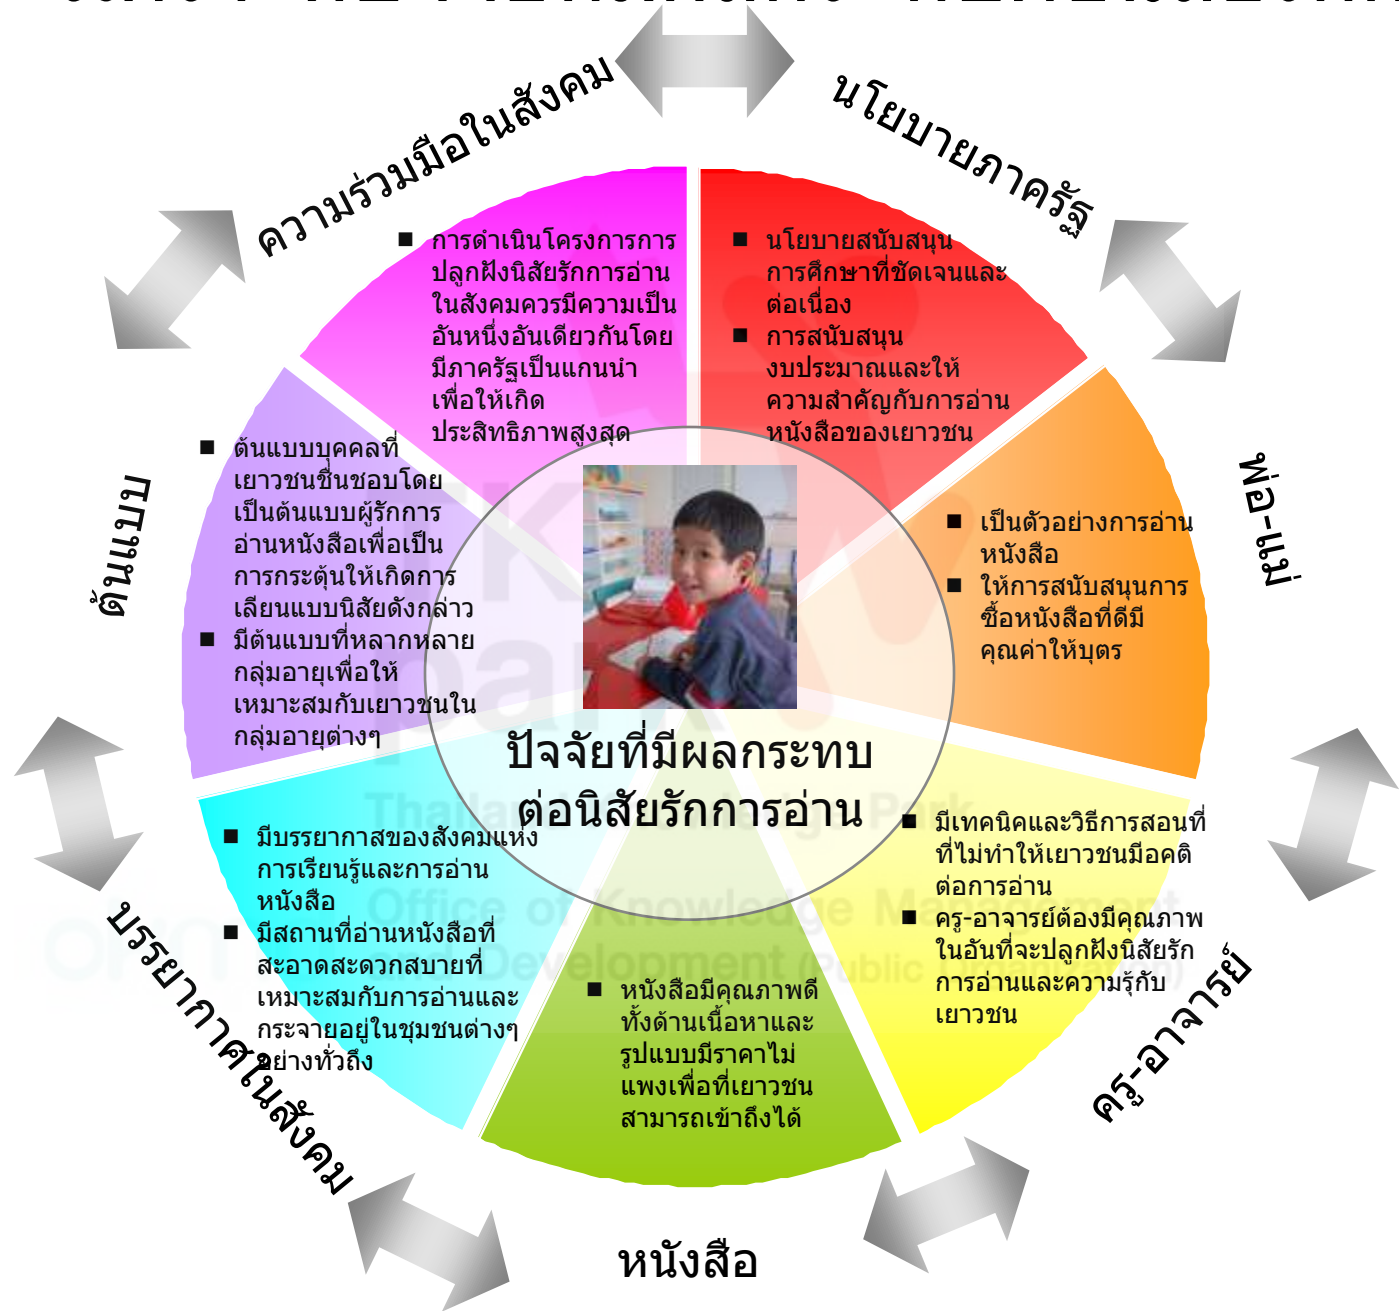 ความร่วมมือในสังคม
นโยบายภาครัฐ
■ การดำเนินโครงการการ
ปลูกฝังนิสัยรักการอ่าน
ในสังคมควรมีความเป็น
อันหนึ่งอันเดียวกันโดย
มีภาครัฐเป็นแกนนำ
เพื่อให้เกิด
ประสิทธิภาพสูงสุด
■ นโยบายสนับสนุน
การศึกษาที่ชัดเจนและ
ต่อเนื่อง
■ การสนับสนุน
งบประมาณและให้
ความสำคัญกับการอ่าน
หนังสือของเยาวชน
ต้นแบบ
■ ต้นแบบบุคคลที่
เยาวชนชื่นชอบโดย
เป็นต้นแบบผู้รักการ
อ่านหนังสือเพื่อเป็น
การกระตุ้นให้เกิดการ
เลียนแบบนิสัยดังกล่าว
■ มีต้นแบบที่หลากหลาย
กลุ่มอายุเพื่อให้
เหมาะสมกับเยาวชนใน
กลุ่มอายุต่างๆ
พ่อ-แม่
■ เป็นตัวอย่างการอ่าน
หนังสือ
■ ให้การสนับสนุนการ
ซื้อหนังสือที่ดีมี
คุณค่าให้บุตร
TK
park
ปัจจัยที่มีผลกระทบ
ต่อนิสัยรักการอ่าน
Thailand Knowledge Park
Office of Knowledge Management
and Development (Public Organization)
■ มีบรรยากาศของสังคมแห่ง
การเรียนรู้และการอ่าน
หนังสือ
■ มีสถานที่อ่านหนังสือที่
สะอาดสะดวกสบายที่
เหมาะสมกับการอ่านและ
กระจายอยู่ในชุมชนต่างๆ
อย่างทั่วถึง
บรรยากาศในสังคม
■ มีเทคนิคและวิธีการสอนที่
ที่ไม่ทำให้เยาวชนมีอคติ
ต่อการอ่าน
■ ครู-อาจารย์ต้องมีคุณภาพ
ในอันที่จะปลูกฝังนิสัยรัก
การอ่านและความรู้กับ
เยาวชน
ครู-อาจารย์
■ หนังสือมีคุณภาพดี
ทั้งด้านเนื้อหาและ
รูปแบบมีราคาไม่
แพงเพื่อที่เยาวชน
สามารถเข้าถึงได้
หนังสือ